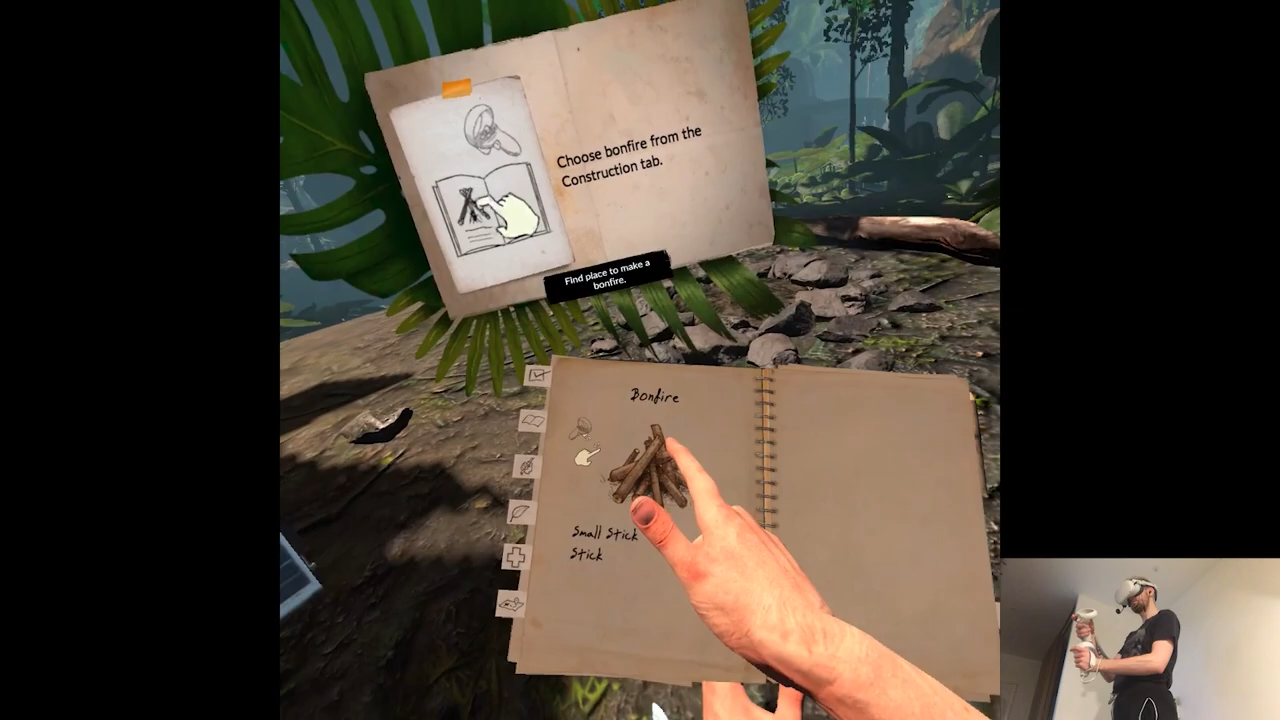 Choose bonfire from the
Construction tab.
Find place to make a
bonfire.
Bonfire
Small Stick
Stick